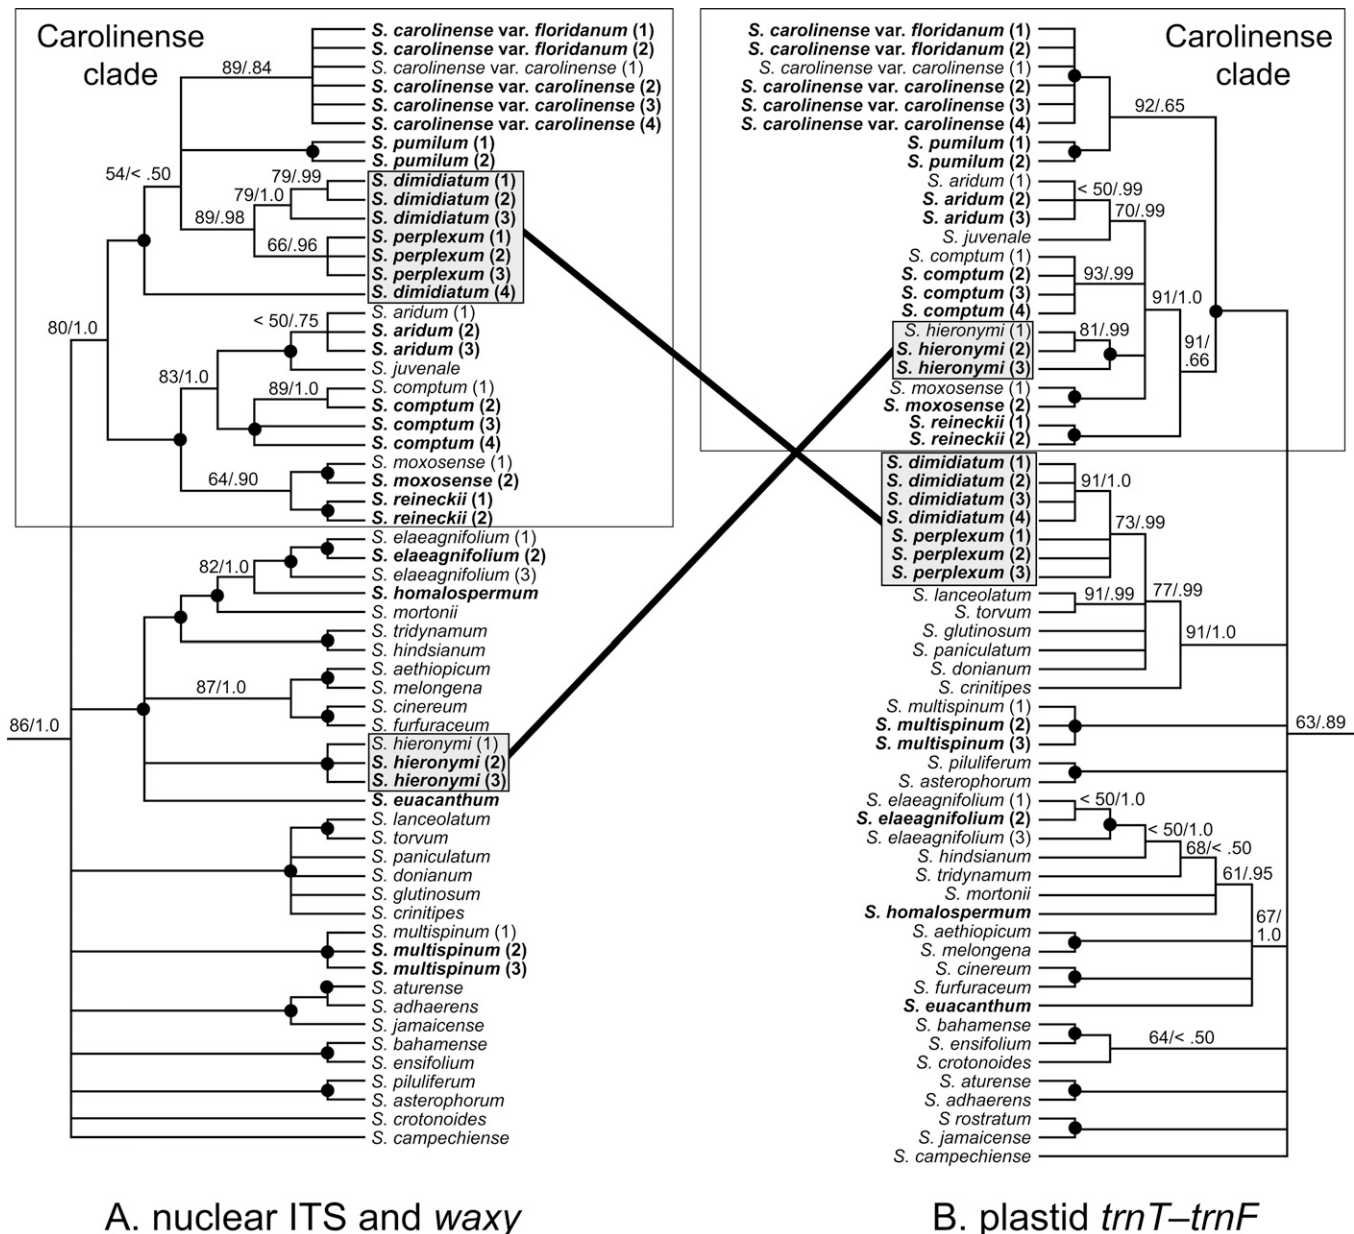 Carolinense
clade
S. carolinense var. floridanum (1)
S. carolinense var. floridanum (2)
S. carolinense var. carolinense (1)
S. carolinense var. carolinense (2)
S. carolinense var. carolinense (3)
S. carolinense var. carolinense (4)
S. pumilum (1)
S. pumilum (2)
S. dimidiatum (1)
S. dimidiatum (2)
S. dimidiatum (3)
S. perplexum (1)
S. perplexum (2)
S. perplexum (3)
S. dimidiatum (4)
S. aridum (1)
S. aridum (2)
S. aridum (3)
S. juvenale
S. comptum (1)
S. comptum (2)
S. comptum (3)
S. comptum (4)
S. moxosense (1)
S. moxosense (2)
S. reineckii (1)
S. reineckii (2)
S. elaeagnifolium (1)
S. elaeagnifolium (2)
S. elaeagnifolium (3)
S. homalospermum
S. mortonii
S. tridynamum
S. hindsianum
S. aethiopicum
S. melongena
S. cinereum
S. furfuraceum
S. hieronymi (1)
S. hieronymi (2)
S. hieronymi (3)
S. euacanthum
S. lanceolatum
S. torvum
S. paniculatum
S. donianum
S. glutinosum
S. crinitipes
S. multispinum (1)
S. multispinum (2)
S. multispinum (3)
S. aturense
S. adhaerens
S. jamaicense
S. bahamense
S. ensifolium
S. piluliferum
S. asterophorum
S. crotonoides
S. campechiense
89/.84
54/< .50
79/.99
79/1.0
89/.98
66/.96
80/1.0
< 50/.75
83/1.0
89/1.0
64/.90
82/1.0
87/1.0
86/1.0
A. nuclear ITS and waxy
Carolinense
clade
S. carolinense var. floridanum (1)
S. carolinense var. floridanum (2)
S. carolinense var. carolinense (1)
S. carolinense var. carolinense (2)
S. carolinense var. carolinense (3)
S. carolinense var. carolinense (4)
S. pumilum (1)
S. pumilum (2)
S. aridum (1)
S. aridum (2)
S. aridum (3)
S. juvenale
S. comptum (1)
S. comptum (2)
S. comptum (3)
S. comptum (4)
S. hieronymi (1)
S. hieronymi (2)
S. hieronymi (3)
S. moxosense (1)
S. moxosense (2)
S. reineckii (1)
S. reineckii (2)
S. dimidiatum (1)
S. dimidiatum (2)
S. dimidiatum (3)
S. dimidiatum (4)
S. perplexum (1)
S. perplexum (2)
S. perplexum (3)
S. lanceolatum
S. torvum
S. glutinosum
S. paniculatum
S. donianum
S. crinitipes
S. multispinum (1)
S. multispinum (2)
S. multispinum (3)
S. piluliferum
S. asterophorum
S. elaeagnifolium (1)
S. elaeagnifolium (2)
S. elaeagnifolium (3)
S. hindsianum
S. tridynamum
S. mortonii
S. homalospermum
S. aethiopicum
S. melongena
S. cinereum
S. furfuraceum
S. euacanthum
S. bahamense
S. ensifolium
S. crotonoides
S. aturense
S. adhaerens
S rostratum
S. jamaicense
S. campechiense
92/.65
< 50/.99
70/.99
93/.99
91/1.0
81/.99
91/
.66
91/1.0
73/.99
77/.99
91/.99
91/1.0
63/.89
< 50/1.0
< 50/1.0
68/< .50
61/.95
67/
1.0
64/< .50
B. plastid trnT–trnF